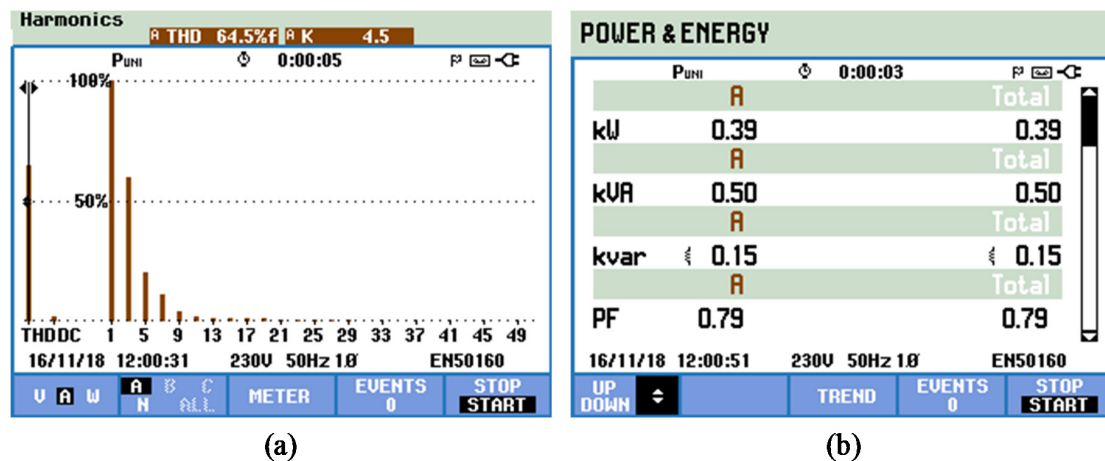 Harmonics
A THD 64.5%f A K 4.5
PUNI 0:00:05
100%
50%
THD DC 1 5 9 13 17 21 25 29 33 37 41 45 49
16/11/18 12:00:31 230V 50Hz 1Ø EN50160
V A W A B C N ALL METER EVENTS 0 STOP START
(a)
POWER & ENERGY
PUNI 0:00:03
A Total
kW 0.39 0.39
A Total
kVA 0.50 0.50
A Total
kvar 0.15 0.15
A Total
PF 0.79 0.79
16/11/18 12:00:51 230V 50Hz 1Ø EN50160
UP DOWN TREND EVENTS 0 STOP START
(b)